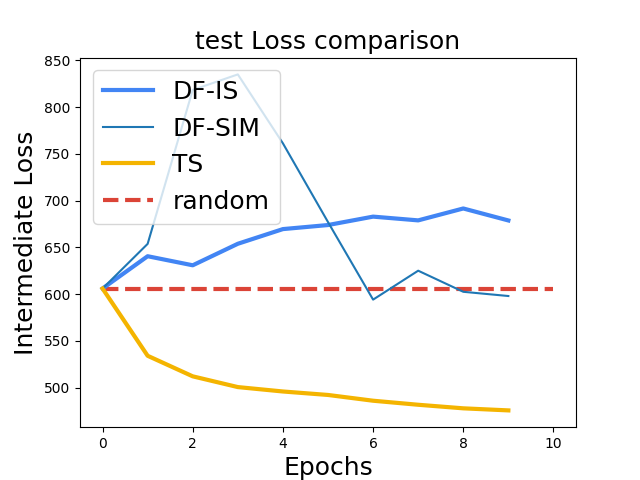 test Loss comparison
850
800
750
700
650
600
550
500
Intermediate Loss
DF-IS
DF-SIM
TS
random
0 2 4 6 8 10
Epochs